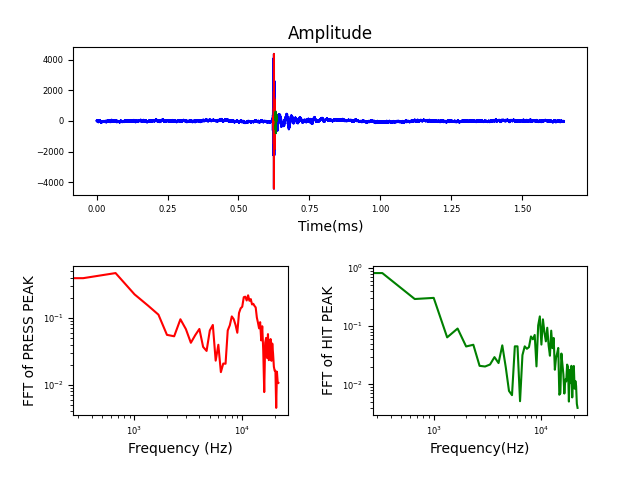 Amplitude
4000
2000
0
−2000
−4000
0.00 0.25 0.50 0.75 1.00 1.25 1.50
Time(ms)
FFT of PRESS PEAK
10⁻¹
10⁻²
10³ 10⁴
Frequency (Hz)
FFT of HIT PEAK
10⁰
10⁻¹
10⁻²
10³ 10⁴
Frequency(Hz)